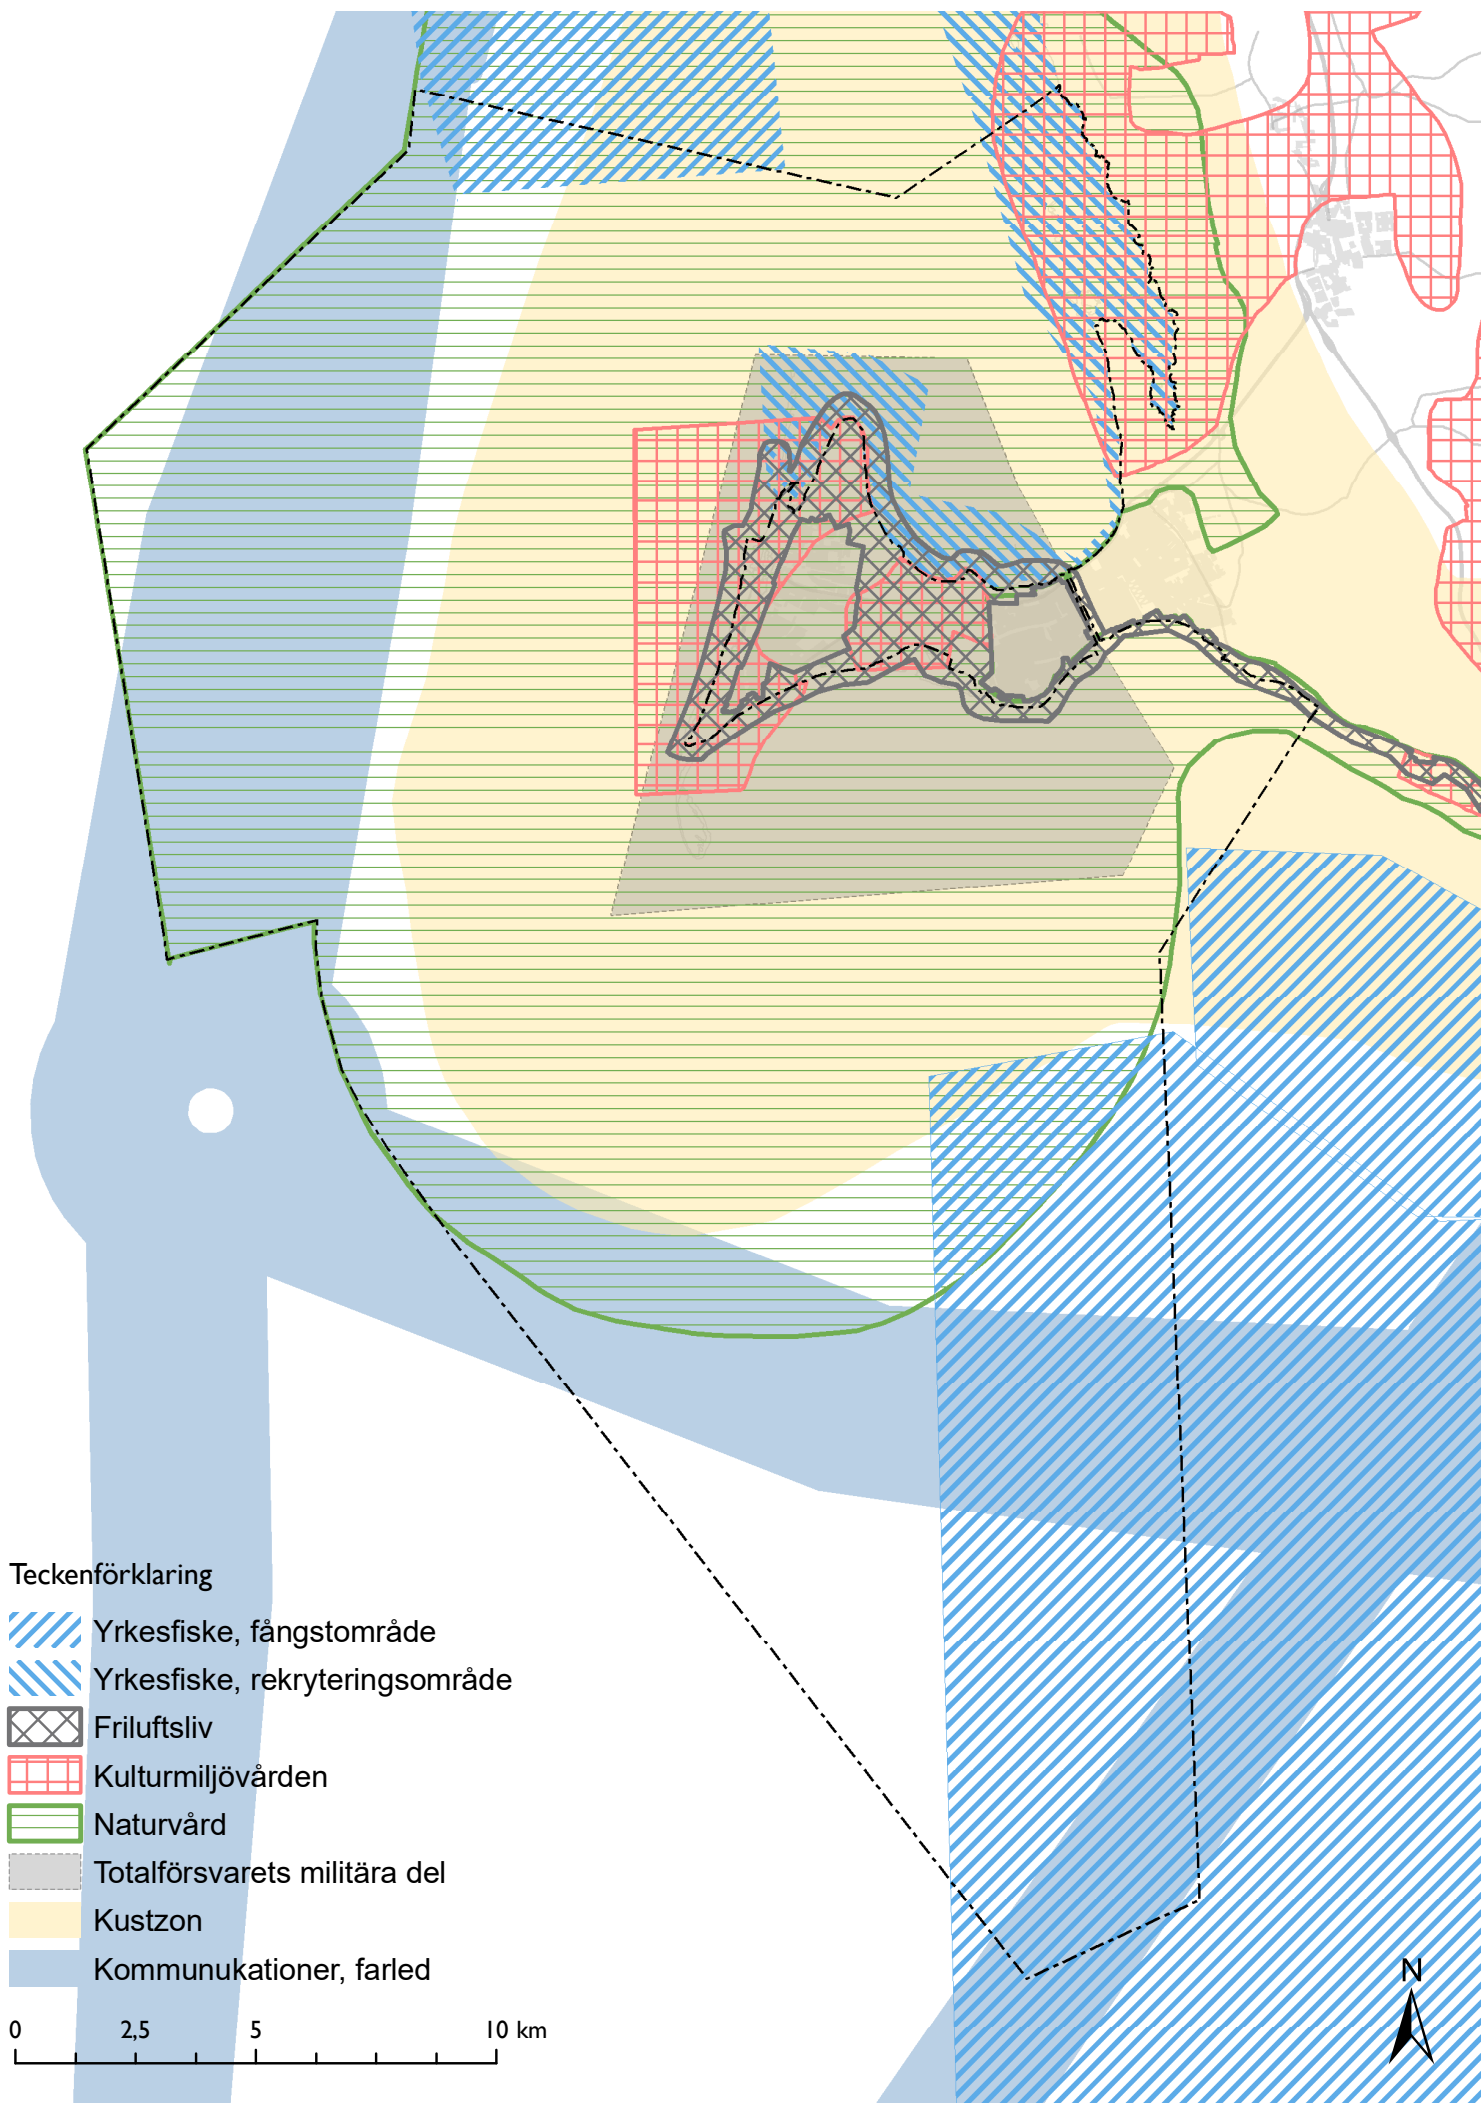 Teckenförklaring
Yrkesfiske, fångstområde
Yrkesfiske, rekryteringsområde
Friluftsliv
Kulturmiljövården
Naturvård
Totalförsvarets militära del
Kustzon
Kommunukationer, farled
0 2,5 5 10 km
N